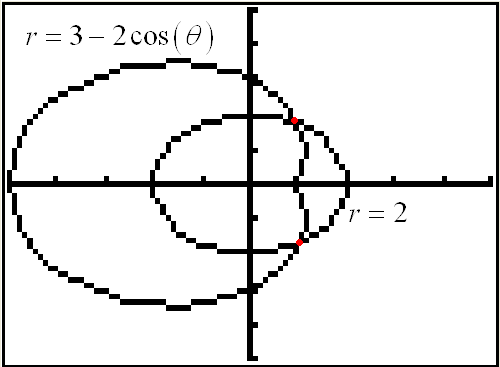 r = 3 − 2cos(θ)
r = 2